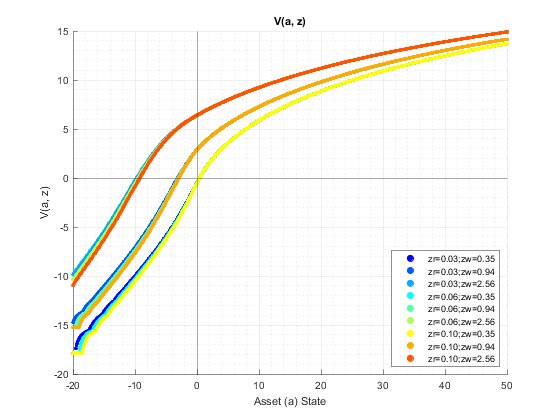 V(a, z)
15
10
5
0
-5
-10
-15
-20
V(a, z)
-20
-10
0
10
20
30
40
50
Asset (a) State
zr=0.03;zw=0.35
zr=0.03;zw=0.94
zr=0.03;zw=2.56
zr=0.06;zw=0.35
zr=0.06;zw=0.94
zr=0.06;zw=2.56
zr=0.10;zw=0.35
zr=0.10;zw=0.94
zr=0.10;zw=2.56